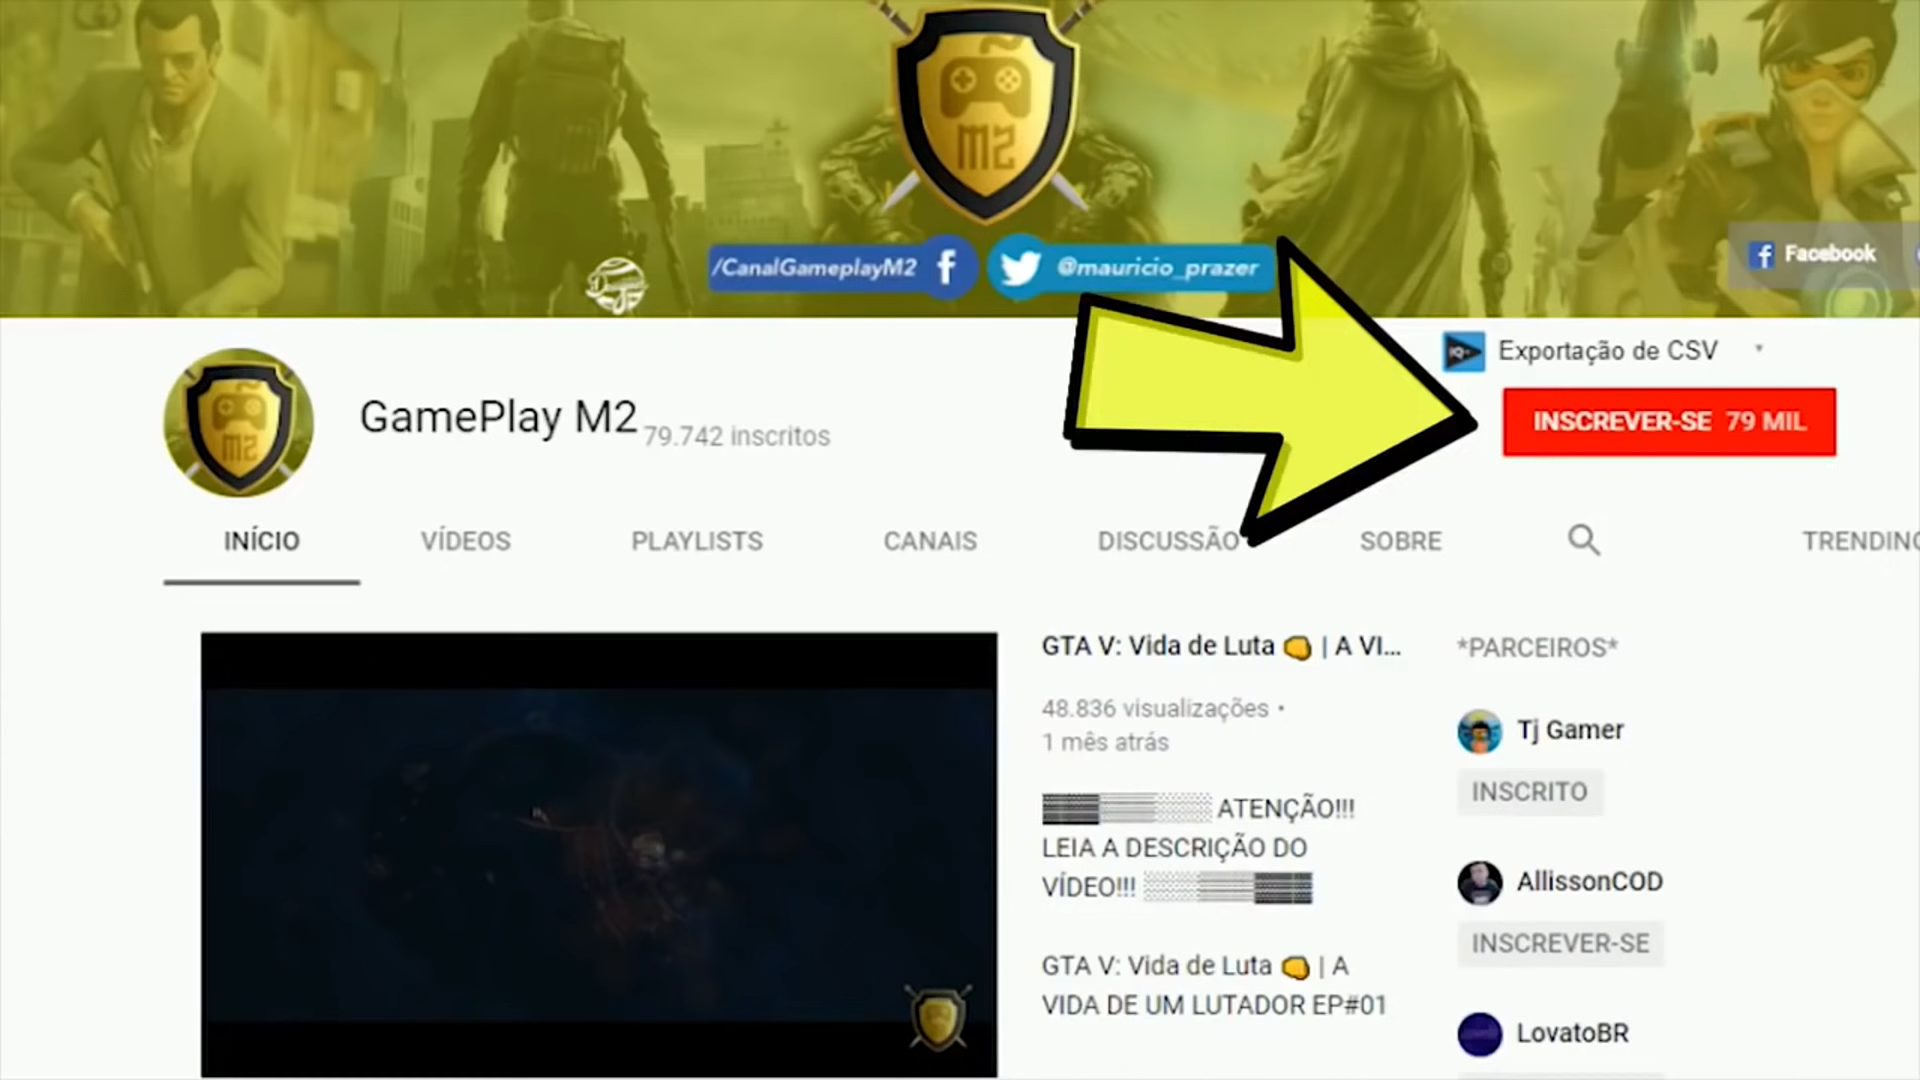 M2
/CanalGameplayM2 f
@mauricio_prazer
f Facebook
Exportação de CSV
M2
GamePlay M2 79.742 inscritos
INSCREVER-SE 79 MIL
INÍCIO VÍDEOS PLAYLISTS CANAIS DISCUSSÃO SOBRE TRENDING
GTA V: Vida de Luta 👊 | A VI...
48.836 visualizações •
1 mês atrás
▓▓▒▒░░ ATENÇÃO!!!
LEIA A DESCRIÇÃO DO
VÍDEO!!! ░░▒▒▓▓
GTA V: Vida de Luta 👊 | A
VIDA DE UM LUTADOR EP#01
*PARCEIROS*
Tj Gamer
INSCRITO
AllissonCOD
INSCREVER-SE
LovatoBR